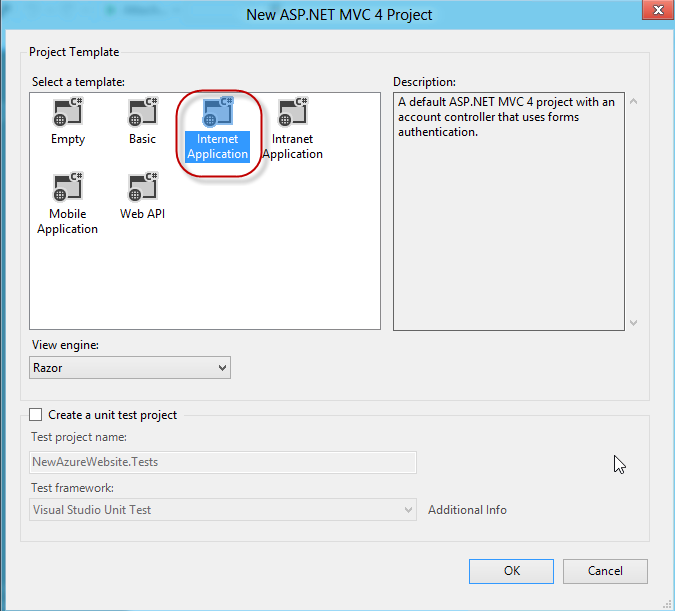 New ASP.NET MVC 4 Project
Project Template
Select a template:
Description:
C#
C#
C#
C#
Empty
Basic
Internet
Application
Intranet
Application
A default ASP.NET MVC 4 project with an
account controller that uses forms
authentication.
C#
C#
Mobile
Application
Web API
View engine:
Razor
Create a unit test project
Test project name:
NewAzureWebsite.Tests
Test framework:
Visual Studio Unit Test
Additional Info
OK
Cancel